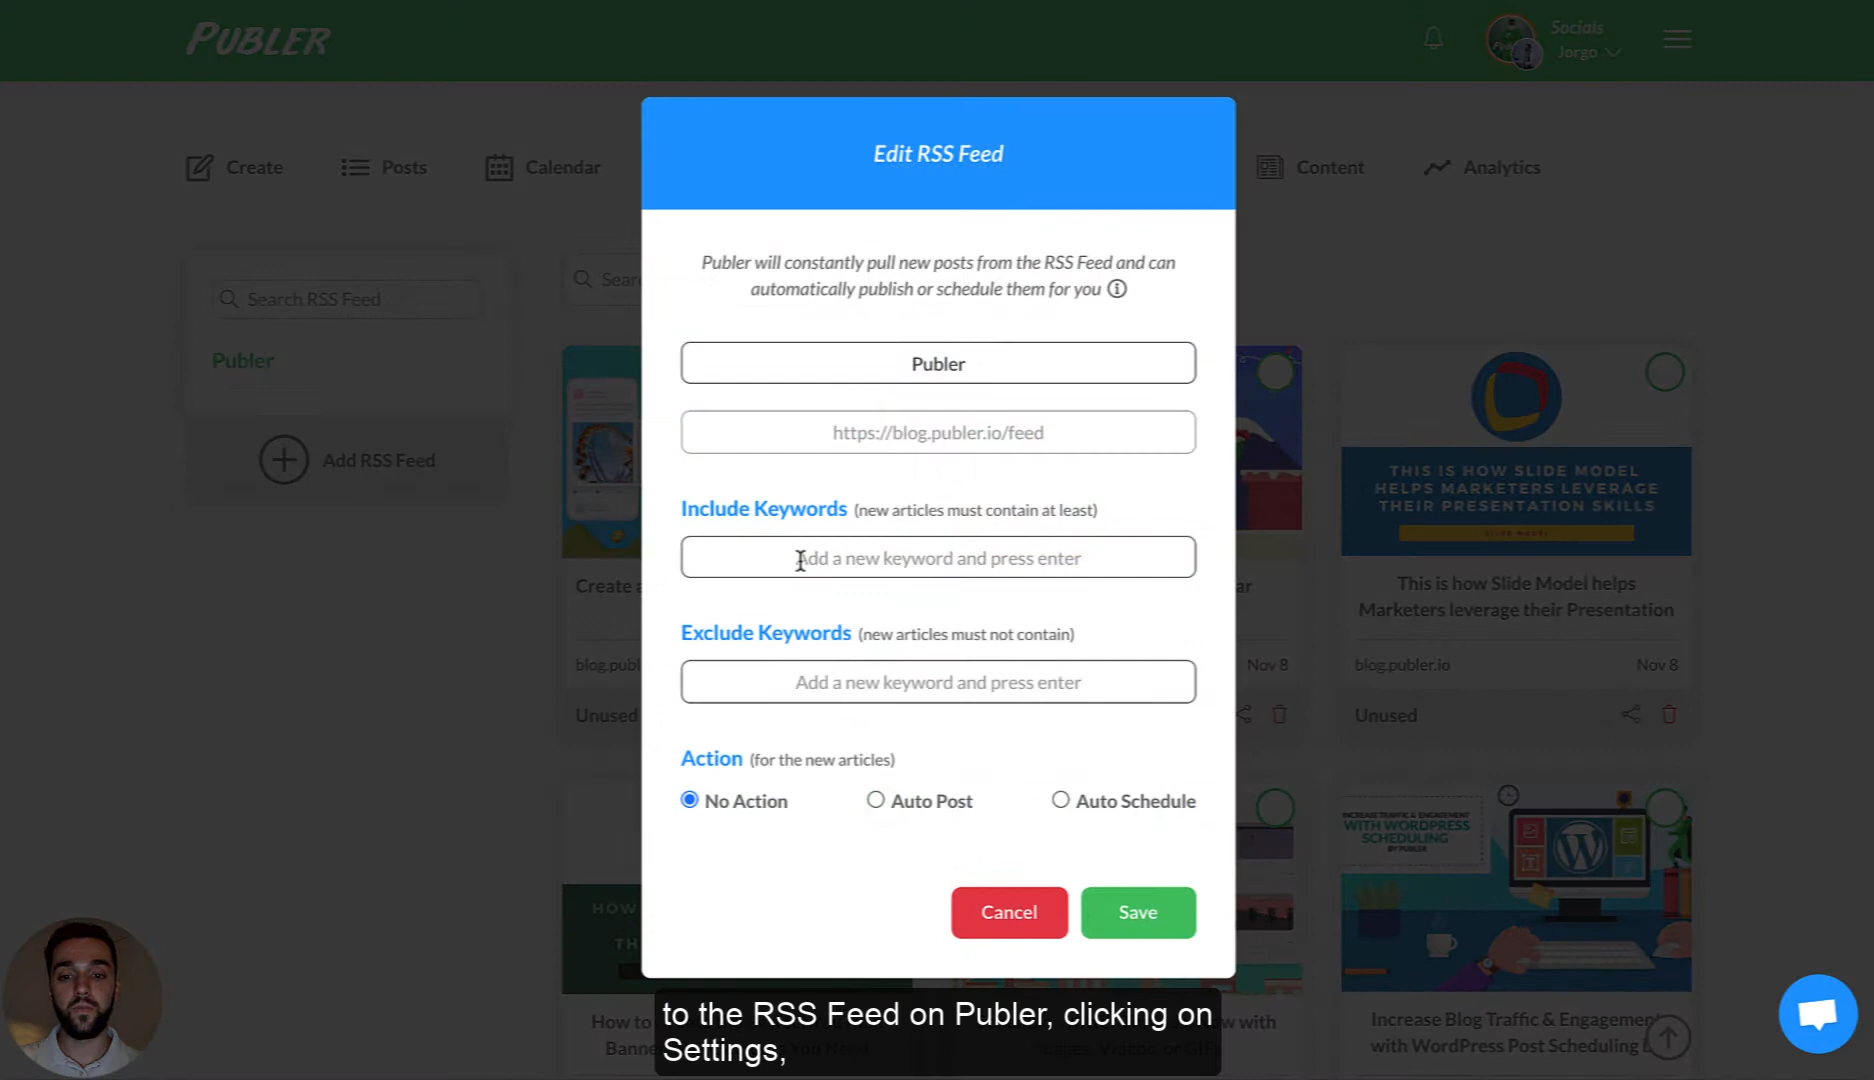 PUBLER
Socials
Jorgo
Create
Posts
Calendar
Content
Analytics
Edit RSS Feed
Publer will constantly pull new posts from the RSS Feed and can
automatically publish or schedule them for you
Search RSS Feed
Publer
Add RSS Feed
Publer
https://blog.publer.io/feed
Include Keywords (new articles must contain at least)
Add a new keyword and press enter
Exclude Keywords (new articles must not contain)
Add a new keyword and press enter
Action (for the new articles)
No Action
Auto Post
Auto Schedule
Cancel
Save
Create
Unused
Nov 8
THIS IS HOW SLIDE MODEL
HELPS MARKETERS LEVERAGE
THEIR PRESENTATION SKILLS
SLIDE MODEL
This is how Slide Model helps
Marketers leverage their Presentation
blog.publer.io
Nov 8
Unused
How to
INCREASE TRAFFIC & ENGAGEMENT
WITH WORDPRESS
SCHEDULING
BY PUBLER
Increase Blog Traffic & Engagement
with WordPress Post Scheduling
to the RSS Feed on Publer, clicking on
Settings,